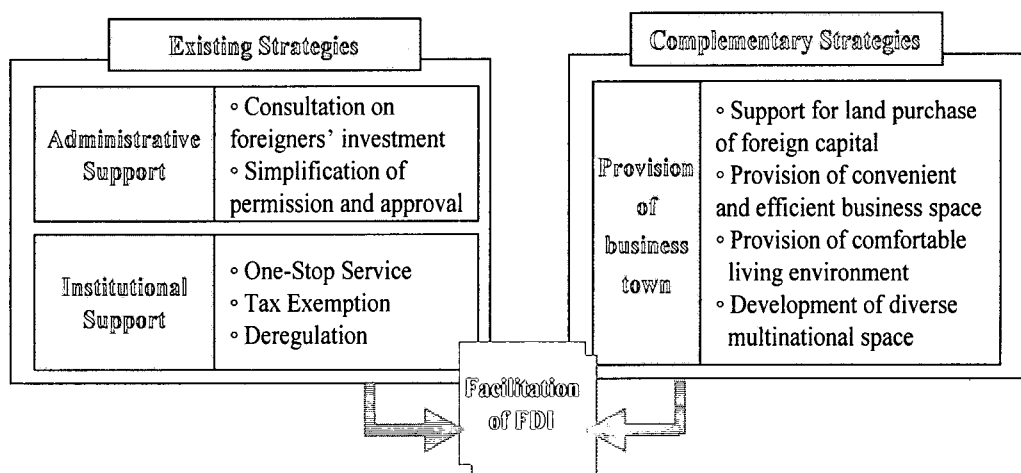 Existing Strategies
Administrative
Support
◦ Consultation on
foreigners' investment
◦ Simplification of
permission and approval
Institutional
Support
◦ One-Stop Service
◦ Tax Exemption
◦ Deregulation
Complementary Strategies
Provision
of
business
town
◦ Support for land purchase
of foreign capital
◦ Provision of convenient
and efficient business space
◦ Provision of comfortable
living environment
◦ Development of diverse
multinational space
Facilitation
of FDI